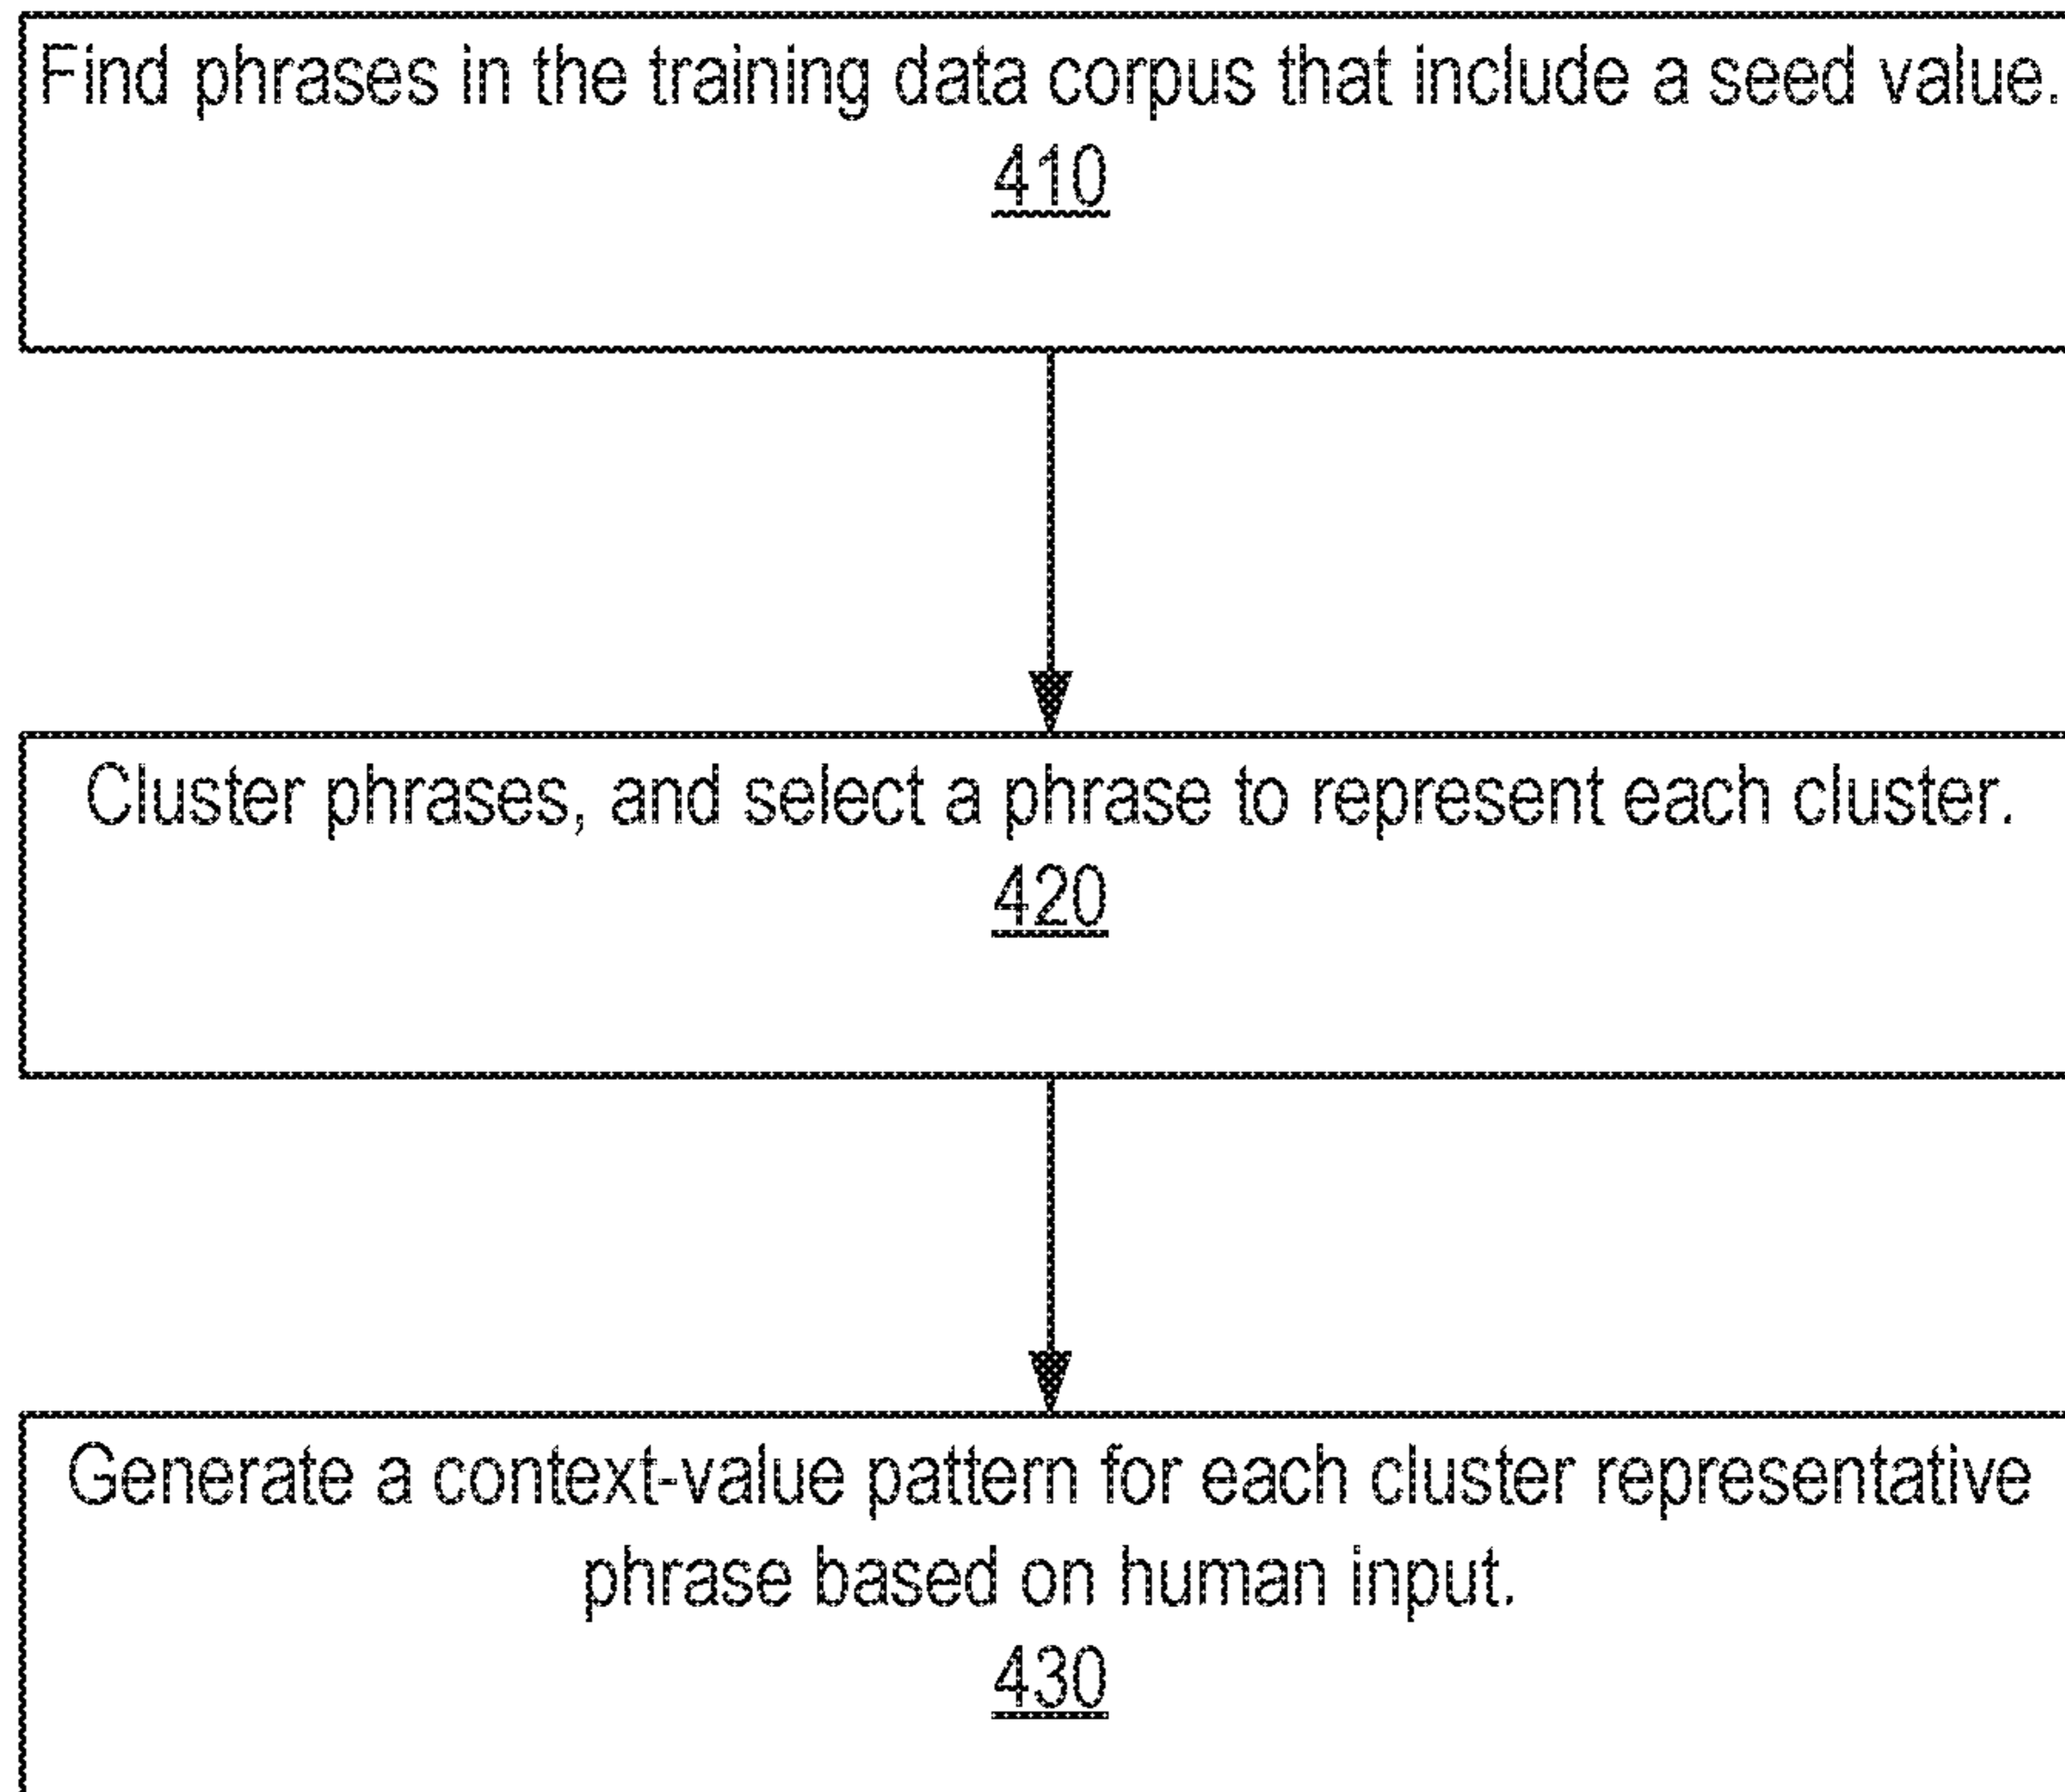 Find phrases in the training data corpus that include a seed value.
410
Cluster phrases, and select a phrase to represent each cluster.
420
Generate a context-value pattern for each cluster representative
phrase based on human input.
430